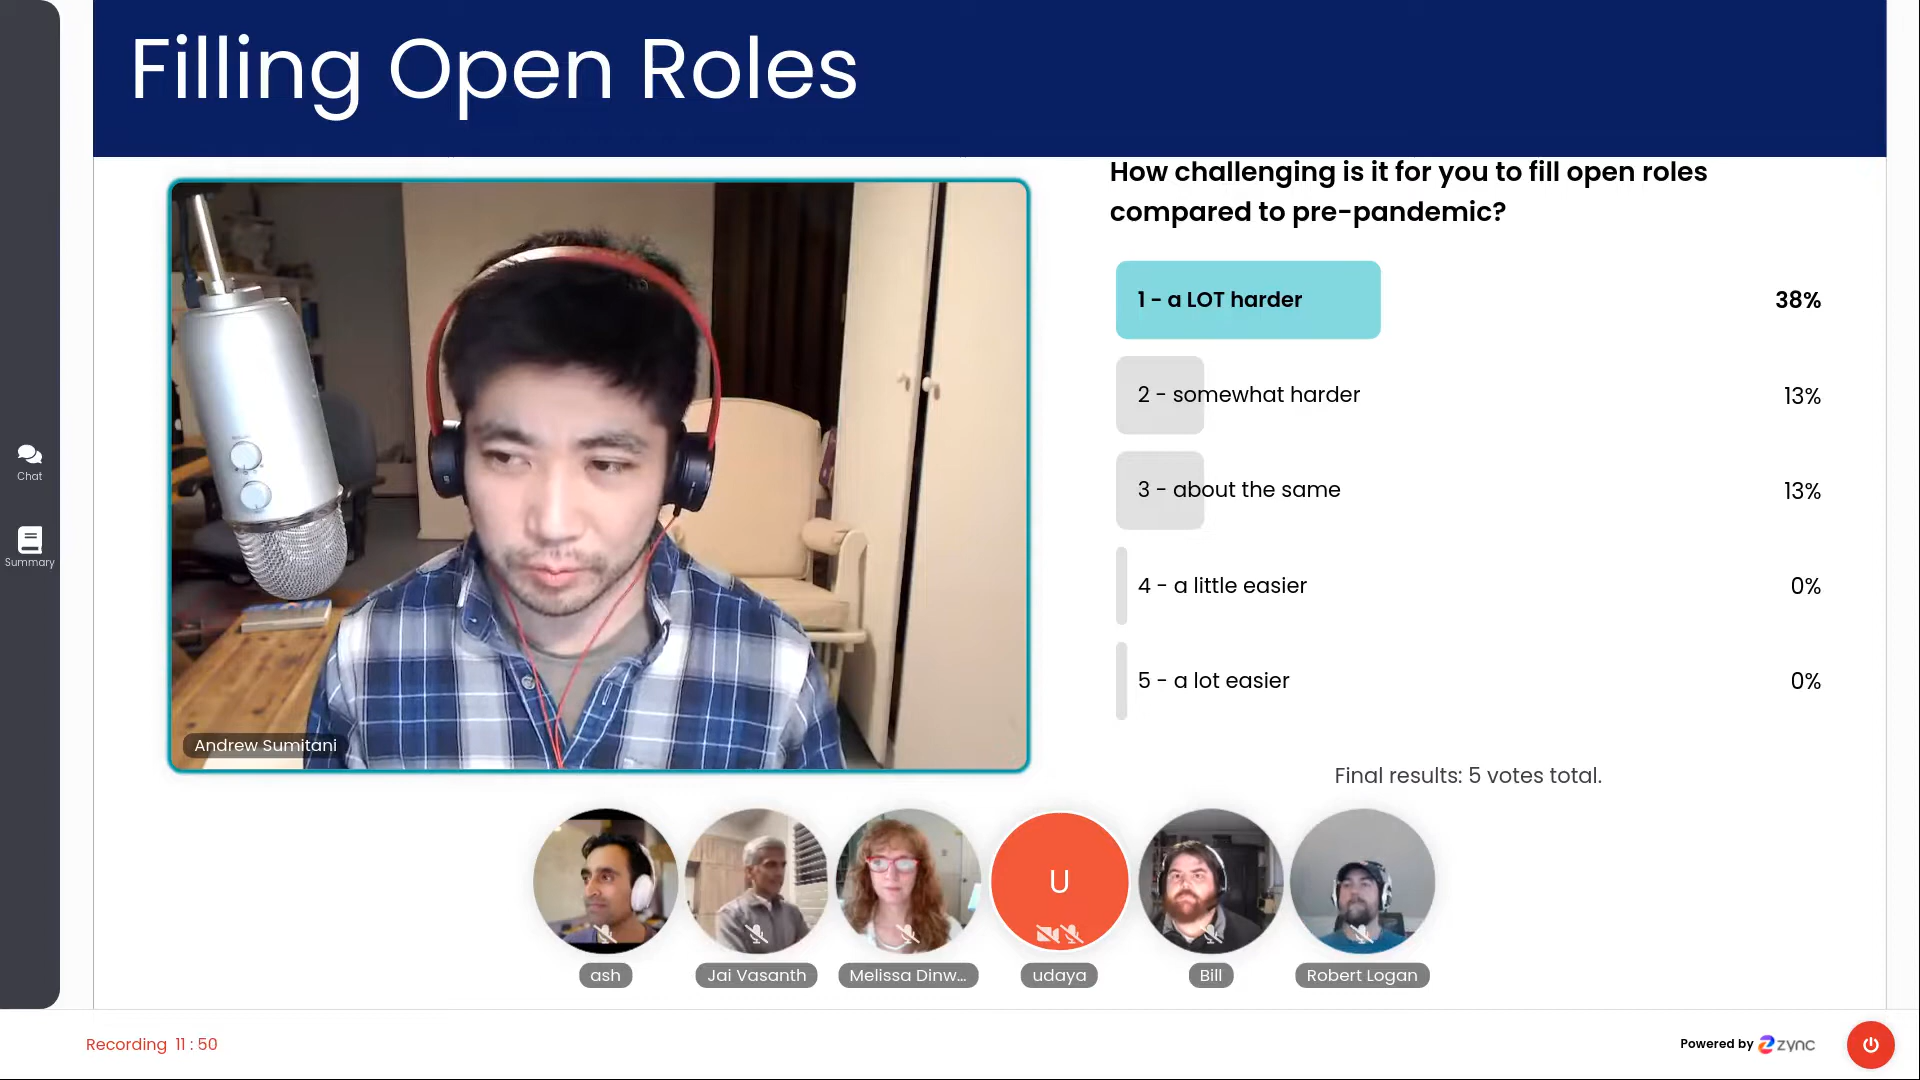 Filling Open Roles
How challenging is it for you to fill open roles
compared to pre-pandemic?
1 - a LOT harder 38%
2 - somewhat harder 13%
3 - about the same 13%
4 - a little easier 0%
5 - a lot easier 0%
Final results: 5 votes total.
Chat
Summary
Andrew Sumitani
U
ash Jai Vasanth Melissa Dinw... udaya Bill Robert Logan
Recording 11 : 50
Powered by zync